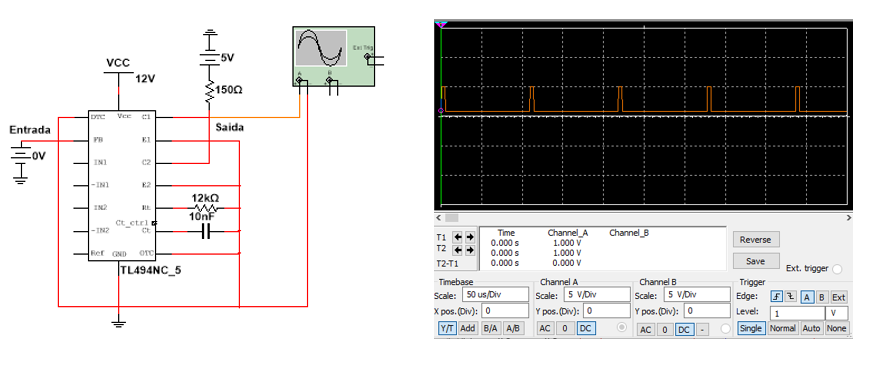 VCC
12V
5V
150Ω
Ext Trig
A
B
Entrada
0V
Saida
DTC Vcc C1
FB E1
IN1 C2
-IN1 E2
IN2 Rt
Ct_ctrl
-IN2 Ct
Ref GND OTC
12kΩ
10nF
TL494NC_5
Time Channel_A Channel_B
T1 0.000 s 1.000 V
T2 0.000 s 1.000 V
T2-T1 0.000 s 0.000 V
Reverse
Save
Ext. trigger
Timebase
Scale: 50 us/Div
X pos.(Div): 0
Y/T Add B/A A/B
Channel A
Scale: 5 V/Div
Y pos.(Div): 0
AC 0 DC
Channel B
Scale: 5 V/Div
Y pos.(Div): 0
AC 0 DC -
Trigger
Edge: A B Ext
Level: 1 V
Single Normal Auto None